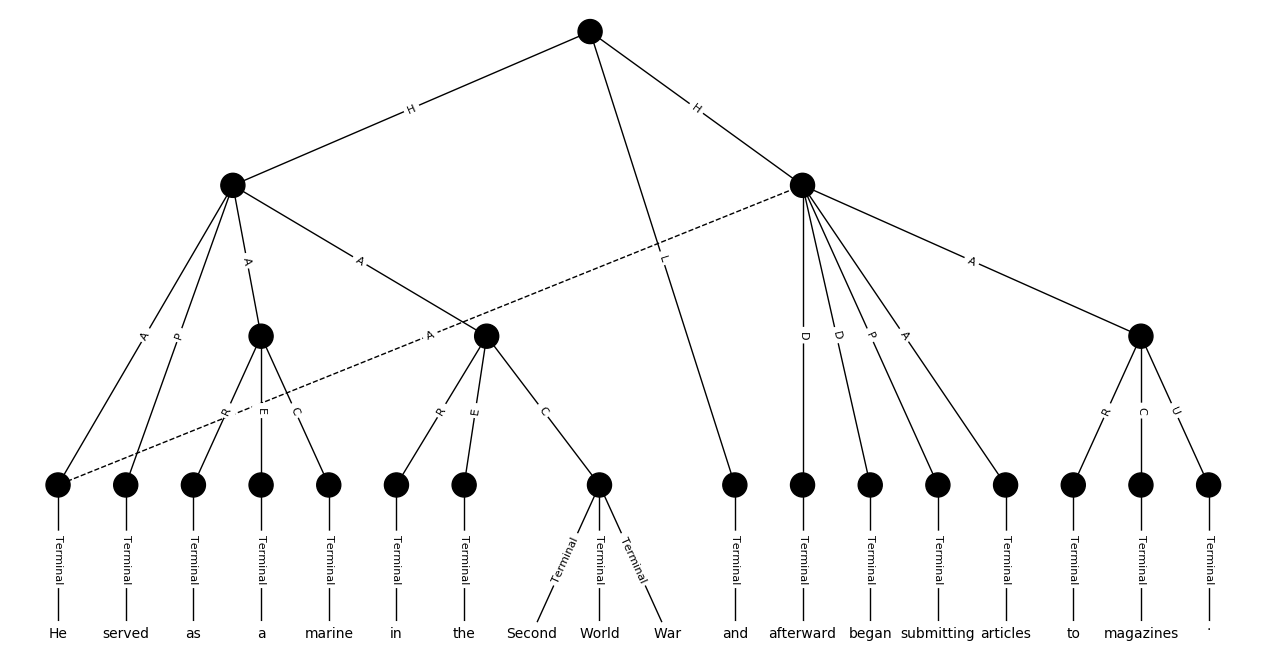 H H
A P A A L A D D P A A
R E C R E C R C U
Terminal Terminal Terminal Terminal Terminal Terminal Terminal Terminal Terminal Terminal Terminal Terminal Terminal Terminal Terminal Terminal Terminal Terminal
He served as a marine in the Second World War and afterward began submitting articles to magazines .